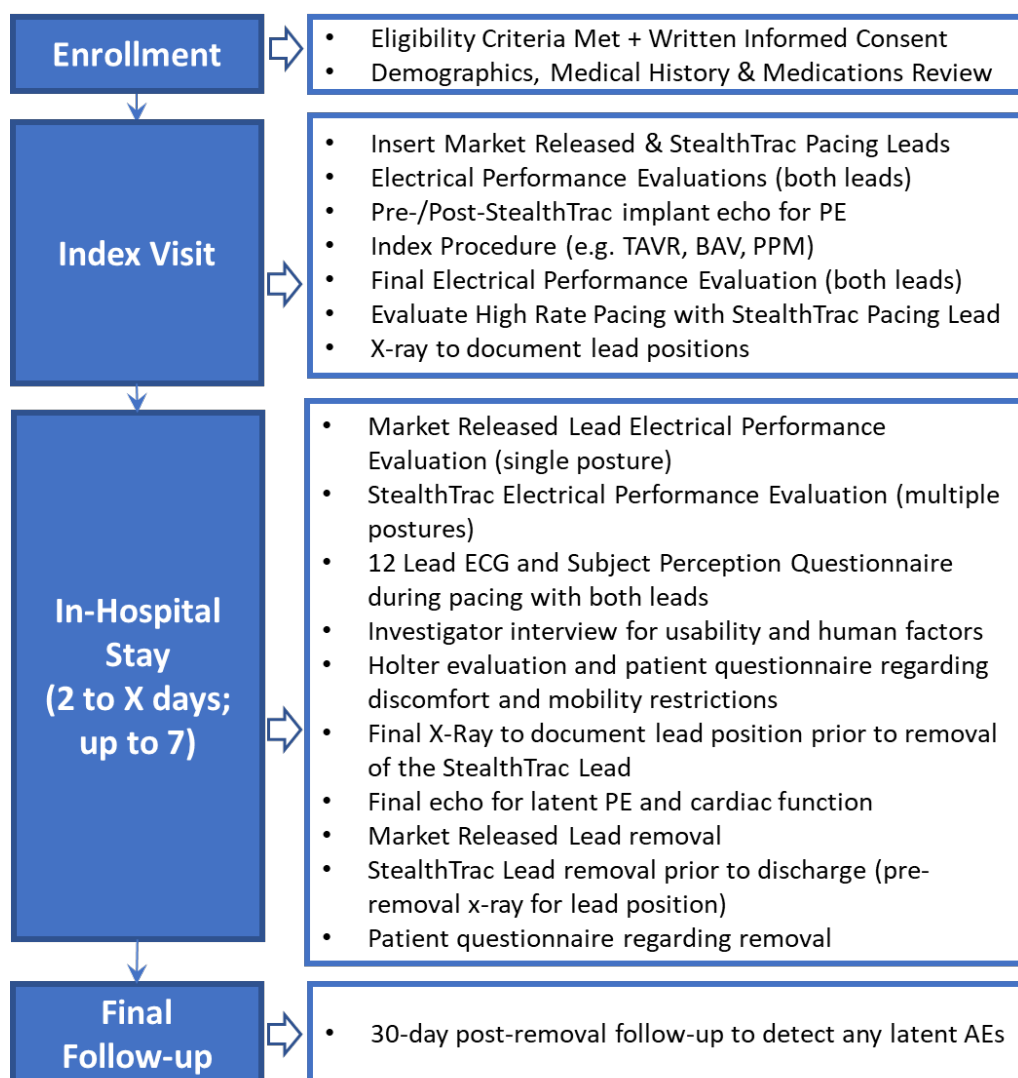 Enrollment
• Eligibility Criteria Met + Written Informed Consent
• Demographics, Medical History & Medications Review
Index Visit
• Insert Market Released & StealthTrac Pacing Leads
• Electrical Performance Evaluations (both leads)
• Pre-/Post-StealthTrac implant echo for PE
• Index Procedure (e.g. TAVR, BAV, PPM)
• Final Electrical Performance Evaluation (both leads)
• Evaluate High Rate Pacing with StealthTrac Pacing Lead
• X-ray to document lead positions
In-Hospital
Stay
(2 to X days;
up to 7)
• Market Released Lead Electrical Performance
Evaluation (single posture)
• StealthTrac Electrical Performance Evaluation (multiple
postures)
• 12 Lead ECG and Subject Perception Questionnaire
during pacing with both leads
• Investigator interview for usability and human factors
• Holter evaluation and patient questionnaire regarding
discomfort and mobility restrictions
• Final X-Ray to document lead position prior to removal
of the StealthTrac Lead
• Final echo for latent PE and cardiac function
• Market Released Lead removal
• StealthTrac Lead removal prior to discharge (pre-
removal x-ray for lead position)
• Patient questionnaire regarding removal
Final
Follow-up
• 30-day post-removal follow-up to detect any latent AEs